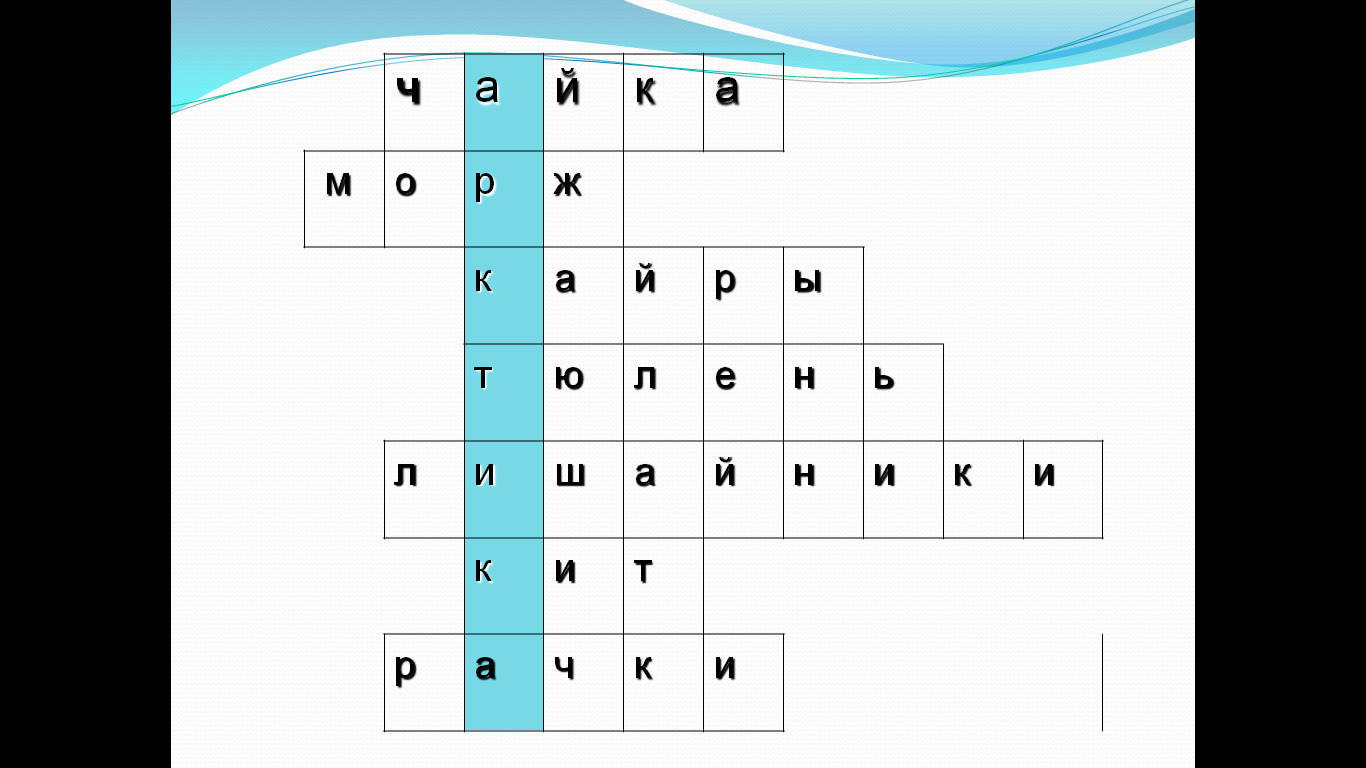 чайка
морж
кайры
тюлень
лишайники
кит
рачки